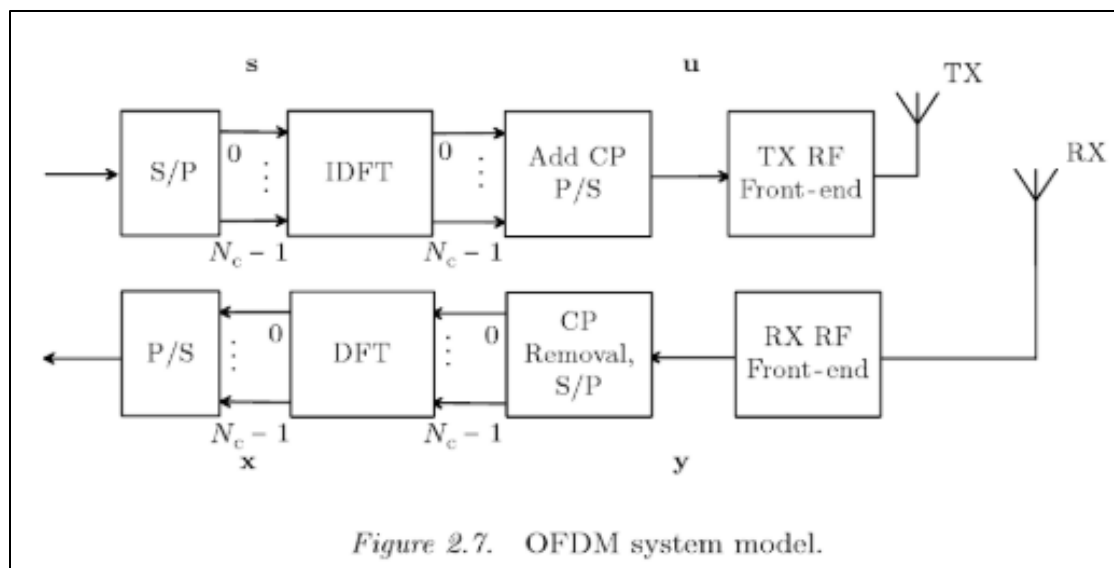 s
u
TX
RX
S/P
0
⋮
N_c − 1
IDFT
0
⋮
N_c − 1
Add CP
P/S
TX RF
Front-end
P/S
0
⋮
N_c − 1
DFT
0
⋮
N_c − 1
CP
Removal,
S/P
RX RF
Front-end
x
y
Figure 2.7. OFDM system model.